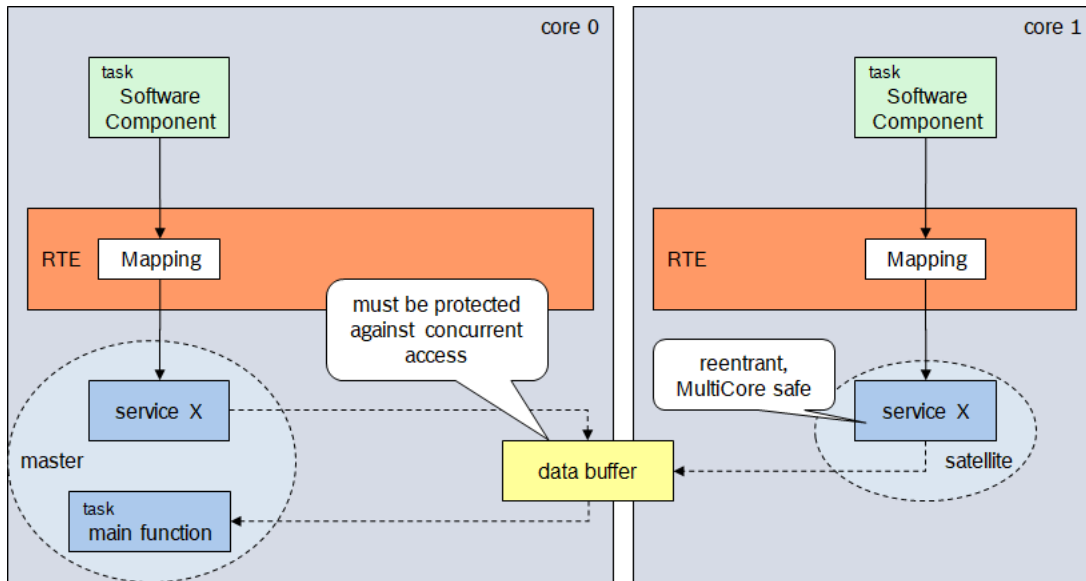 core 0
core 1
task
Software
Component
task
Software
Component
RTE
Mapping
RTE
Mapping
must be protected
against concurrent
access
reentrant,
MultiCore safe
service X
service X
master
satellite
data buffer
task
main function